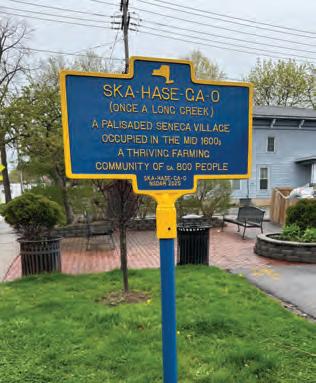 SKA-HASE-GA-O
(ONCE A LONG CREEK)
A PALISADED SENECA VILLAGE
OCCUPIED IN THE MID 1600s
A THRIVING FARMING
COMMUNITY OF ca 800 PEOPLE
SKA-HASE-GA-O
NSDAR 2025